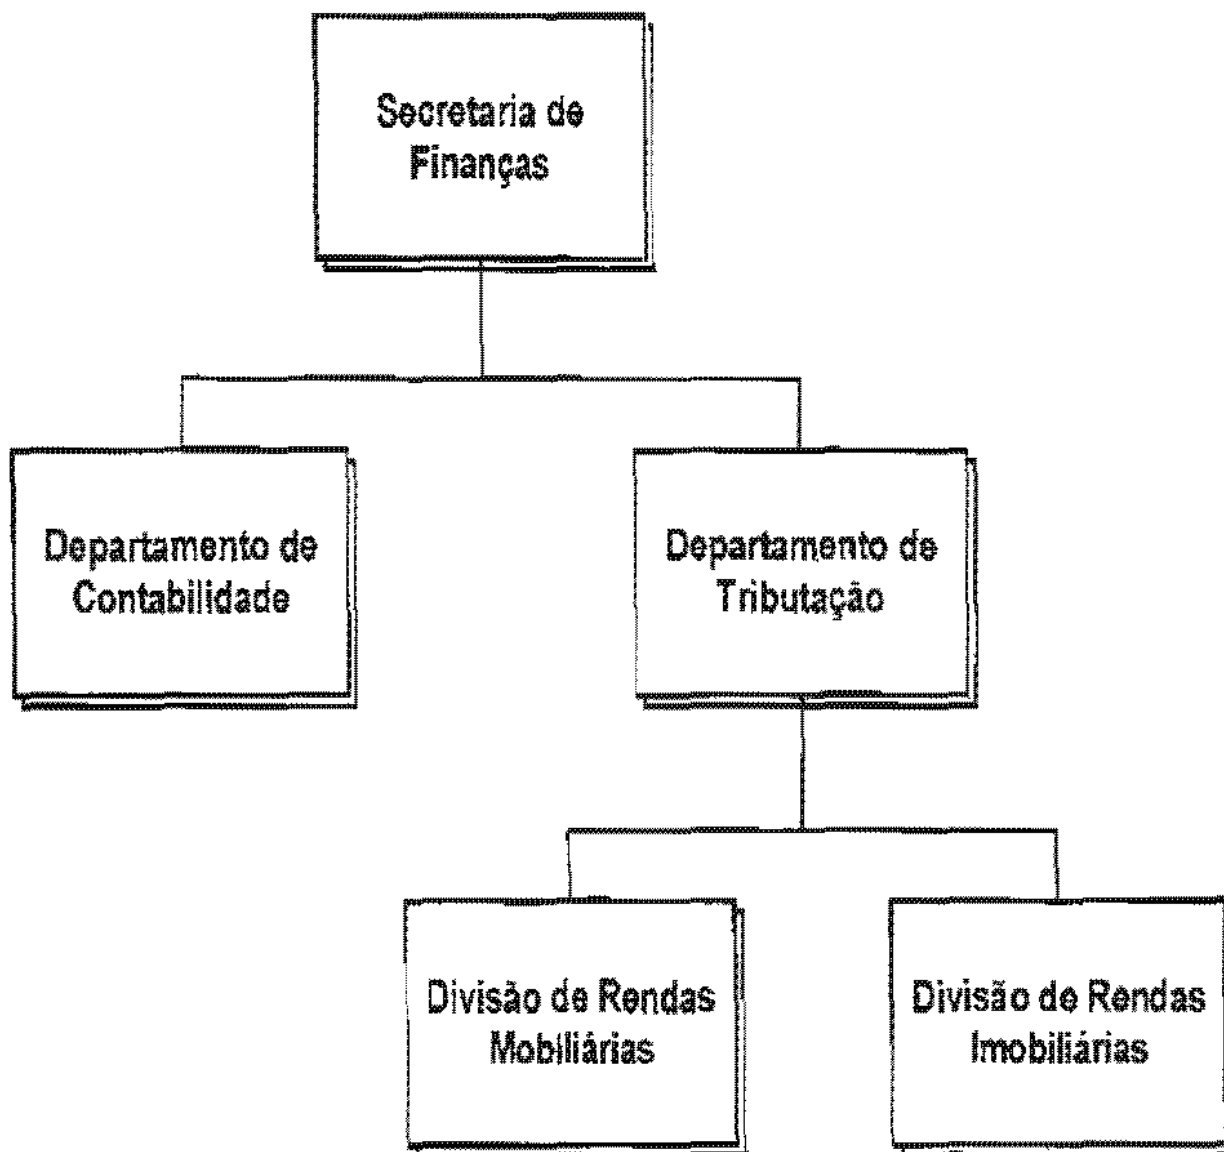 Secretaria de
Finanças
Departamento de
Contabilidade
Departamento de
Tributação
Divisão de Rendas
Mobiliárias
Divisão de Rendas
Imobiliárias